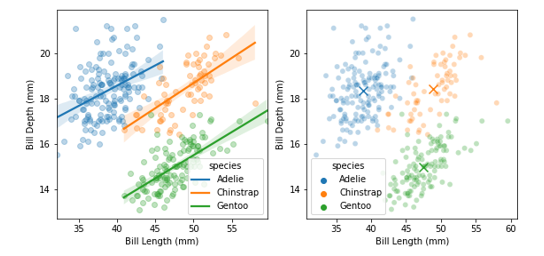 20
18
16
14
Bill Depth (mm)
species
Adelie
Chinstrap
Gentoo
35 40 45 50 55
Bill Length (mm)
20
18
16
14
Bill Depth (mm)
species
Adelie
Chinstrap
Gentoo
35 40 45 50 55 60
Bill Length (mm)